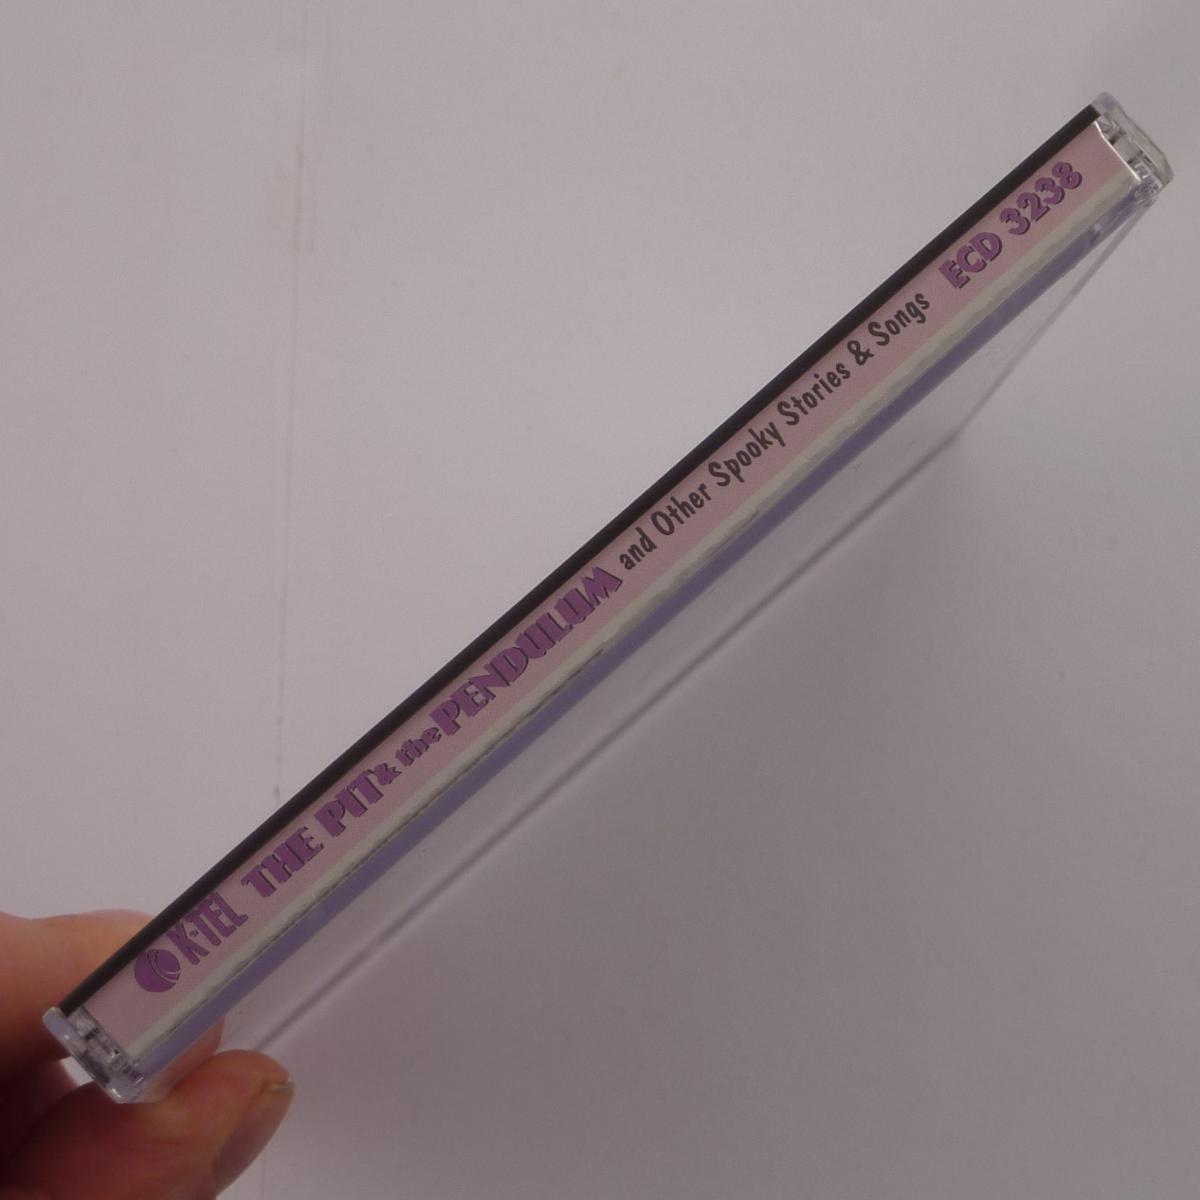 K-TEL THE PIT & the PENDULUM and Other Spooky Stories & Songs ECD 3238